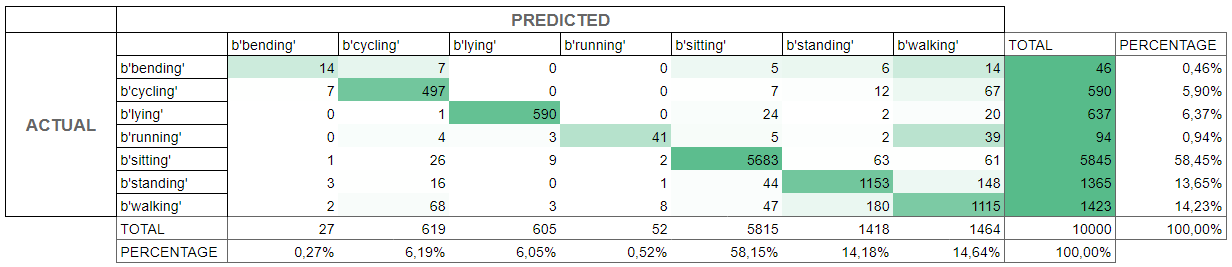 PREDICTED
b'bending' b'cycling' b'lying' b'running' b'sitting' b'standing' b'walking' TOTAL PERCENTAGE
ACTUAL
b'bending' 14 7 0 0 5 6 14 46 0,46%
b'cycling' 7 497 0 0 7 12 67 590 5,90%
b'lying' 0 1 590 0 24 2 20 637 6,37%
b'running' 0 4 3 41 5 2 39 94 0,94%
b'sitting' 1 26 9 2 5683 63 61 5845 58,45%
b'standing' 3 16 0 1 44 1153 148 1365 13,65%
b'walking' 2 68 3 8 47 180 1115 1423 14,23%
TOTAL 27 619 605 52 5815 1418 1464 10000 100,00%
PERCENTAGE 0,27% 6,19% 6,05% 0,52% 58,15% 14,18% 14,64% 100,00%